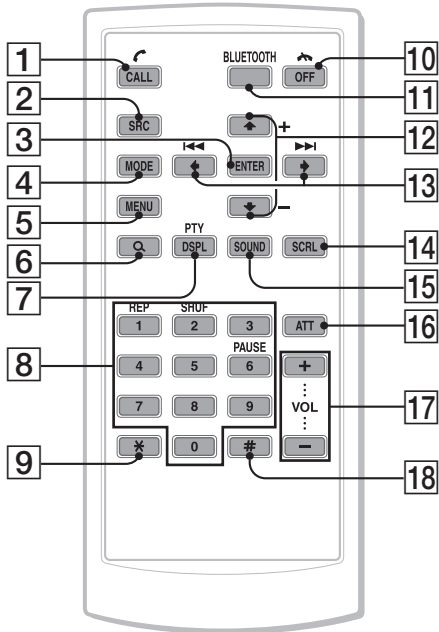 BLUETOOTH
1 CALL OFF 10
11
2 SRC + 12
3
4 MODE ENTER 13
5 MENU −
PTY
6 DSPL SOUND SCRL 14
7 15
REP SHUF
1 2 3 ATT 16
PAUSE
8 4 5 6 +
7 8 9 VOL 17
9 * 0 # − 18